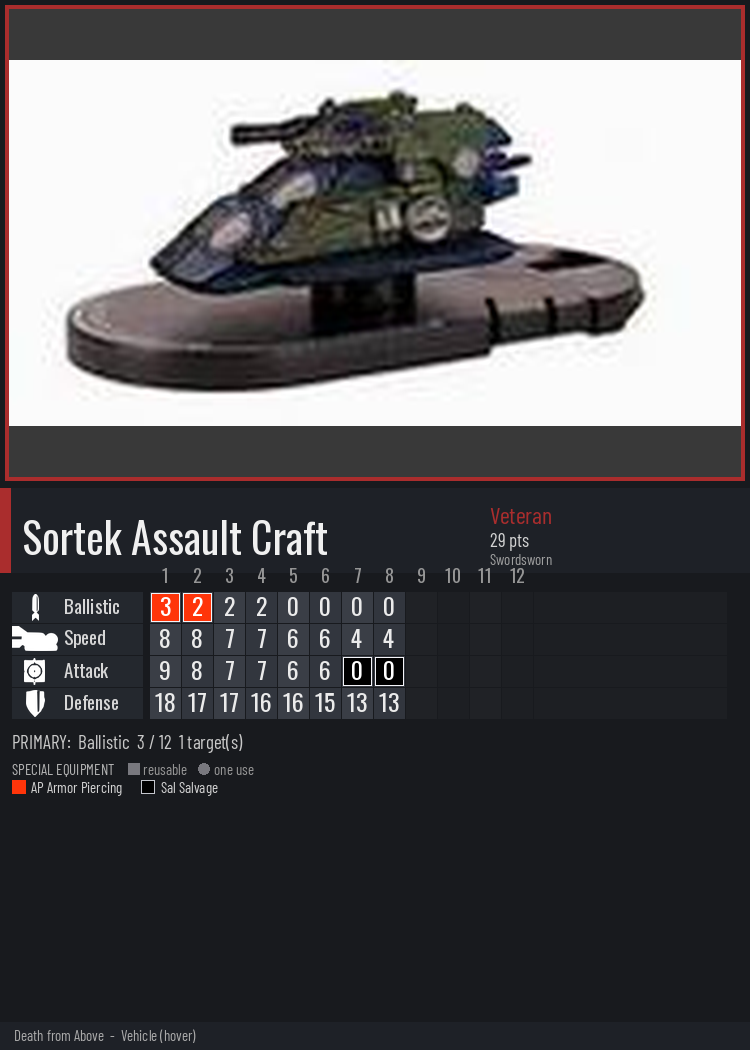 Sortek Assault Craft
Veteran
29 pts
Swordsworn
1 2 3 4 5 6 7 8 9 10 11 12
Ballistic 3 2 2 2 0 0 0 0
Speed 8 8 7 7 6 6 4 4
Attack 9 8 7 7 6 6 0 0
Defense 18 17 17 16 16 15 13 13
PRIMARY: Ballistic 3 / 12 1 target(s)
SPECIAL EQUIPMENT reusable one use
AP Armor Piercing Sal Salvage
Death from Above - Vehicle (hover)